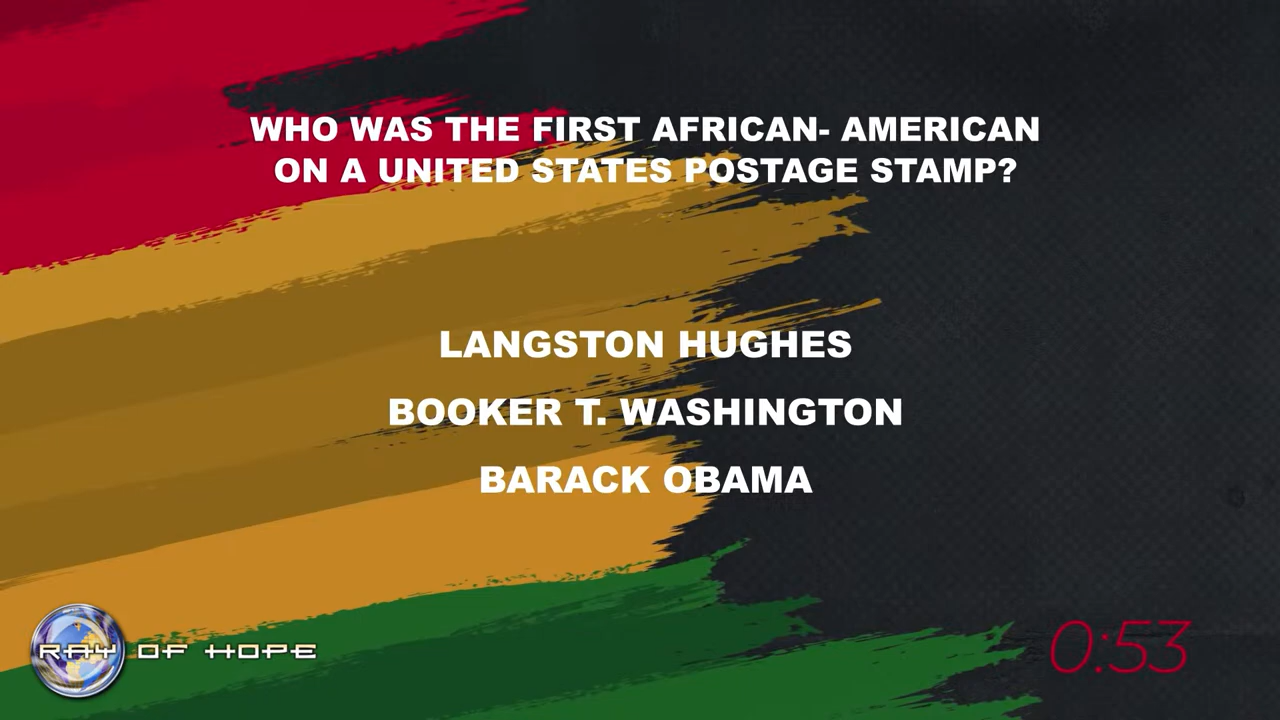 WHO WAS THE FIRST AFRICAN- AMERICAN
ON A UNITED STATES POSTAGE STAMP?
LANGSTON HUGHES
BOOKER T. WASHINGTON
BARACK OBAMA
RAY OF HOPE
0:53